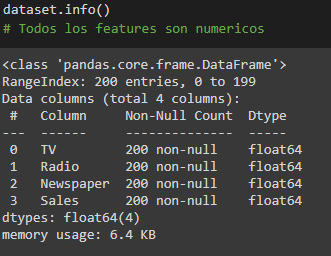 dataset.info()
# Todos los features son numericos
<class 'pandas.core.frame.DataFrame'>
RangeIndex: 200 entries, 0 to 199
Data columns (total 4 columns):
 #   Column     Non-Null Count  Dtype
---  ------     --------------  -----
 0   TV         200 non-null    float64
 1   Radio      200 non-null    float64
 2   Newspaper  200 non-null    float64
 3   Sales      200 non-null    float64
dtypes: float64(4)
memory usage: 6.4 KB